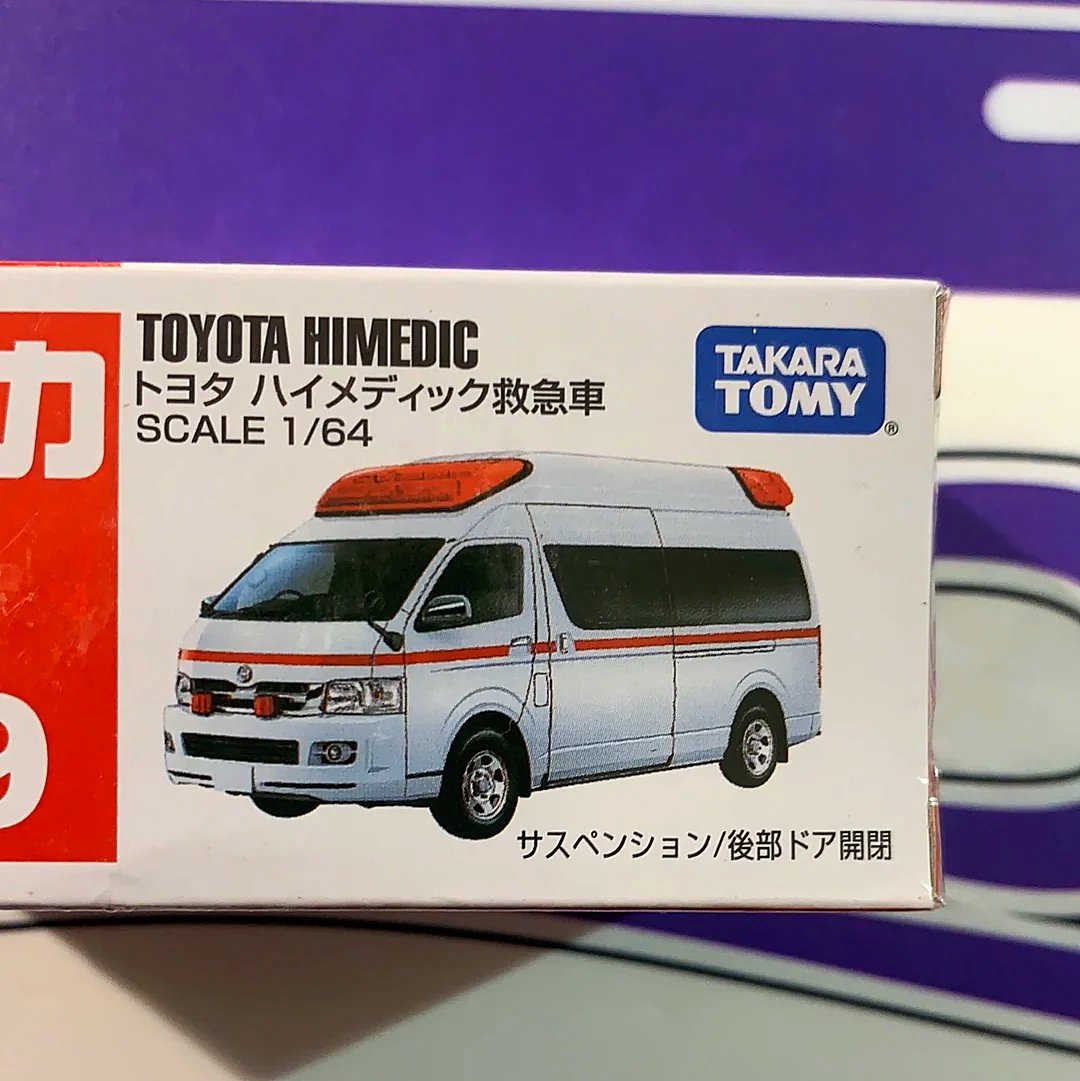 TOYOTA HIMEDIC
トヨタ ハイメディック救急車
SCALE 1/64
TAKARA
TOMY
®
カ
9
サスペンション/後部ドア開閉